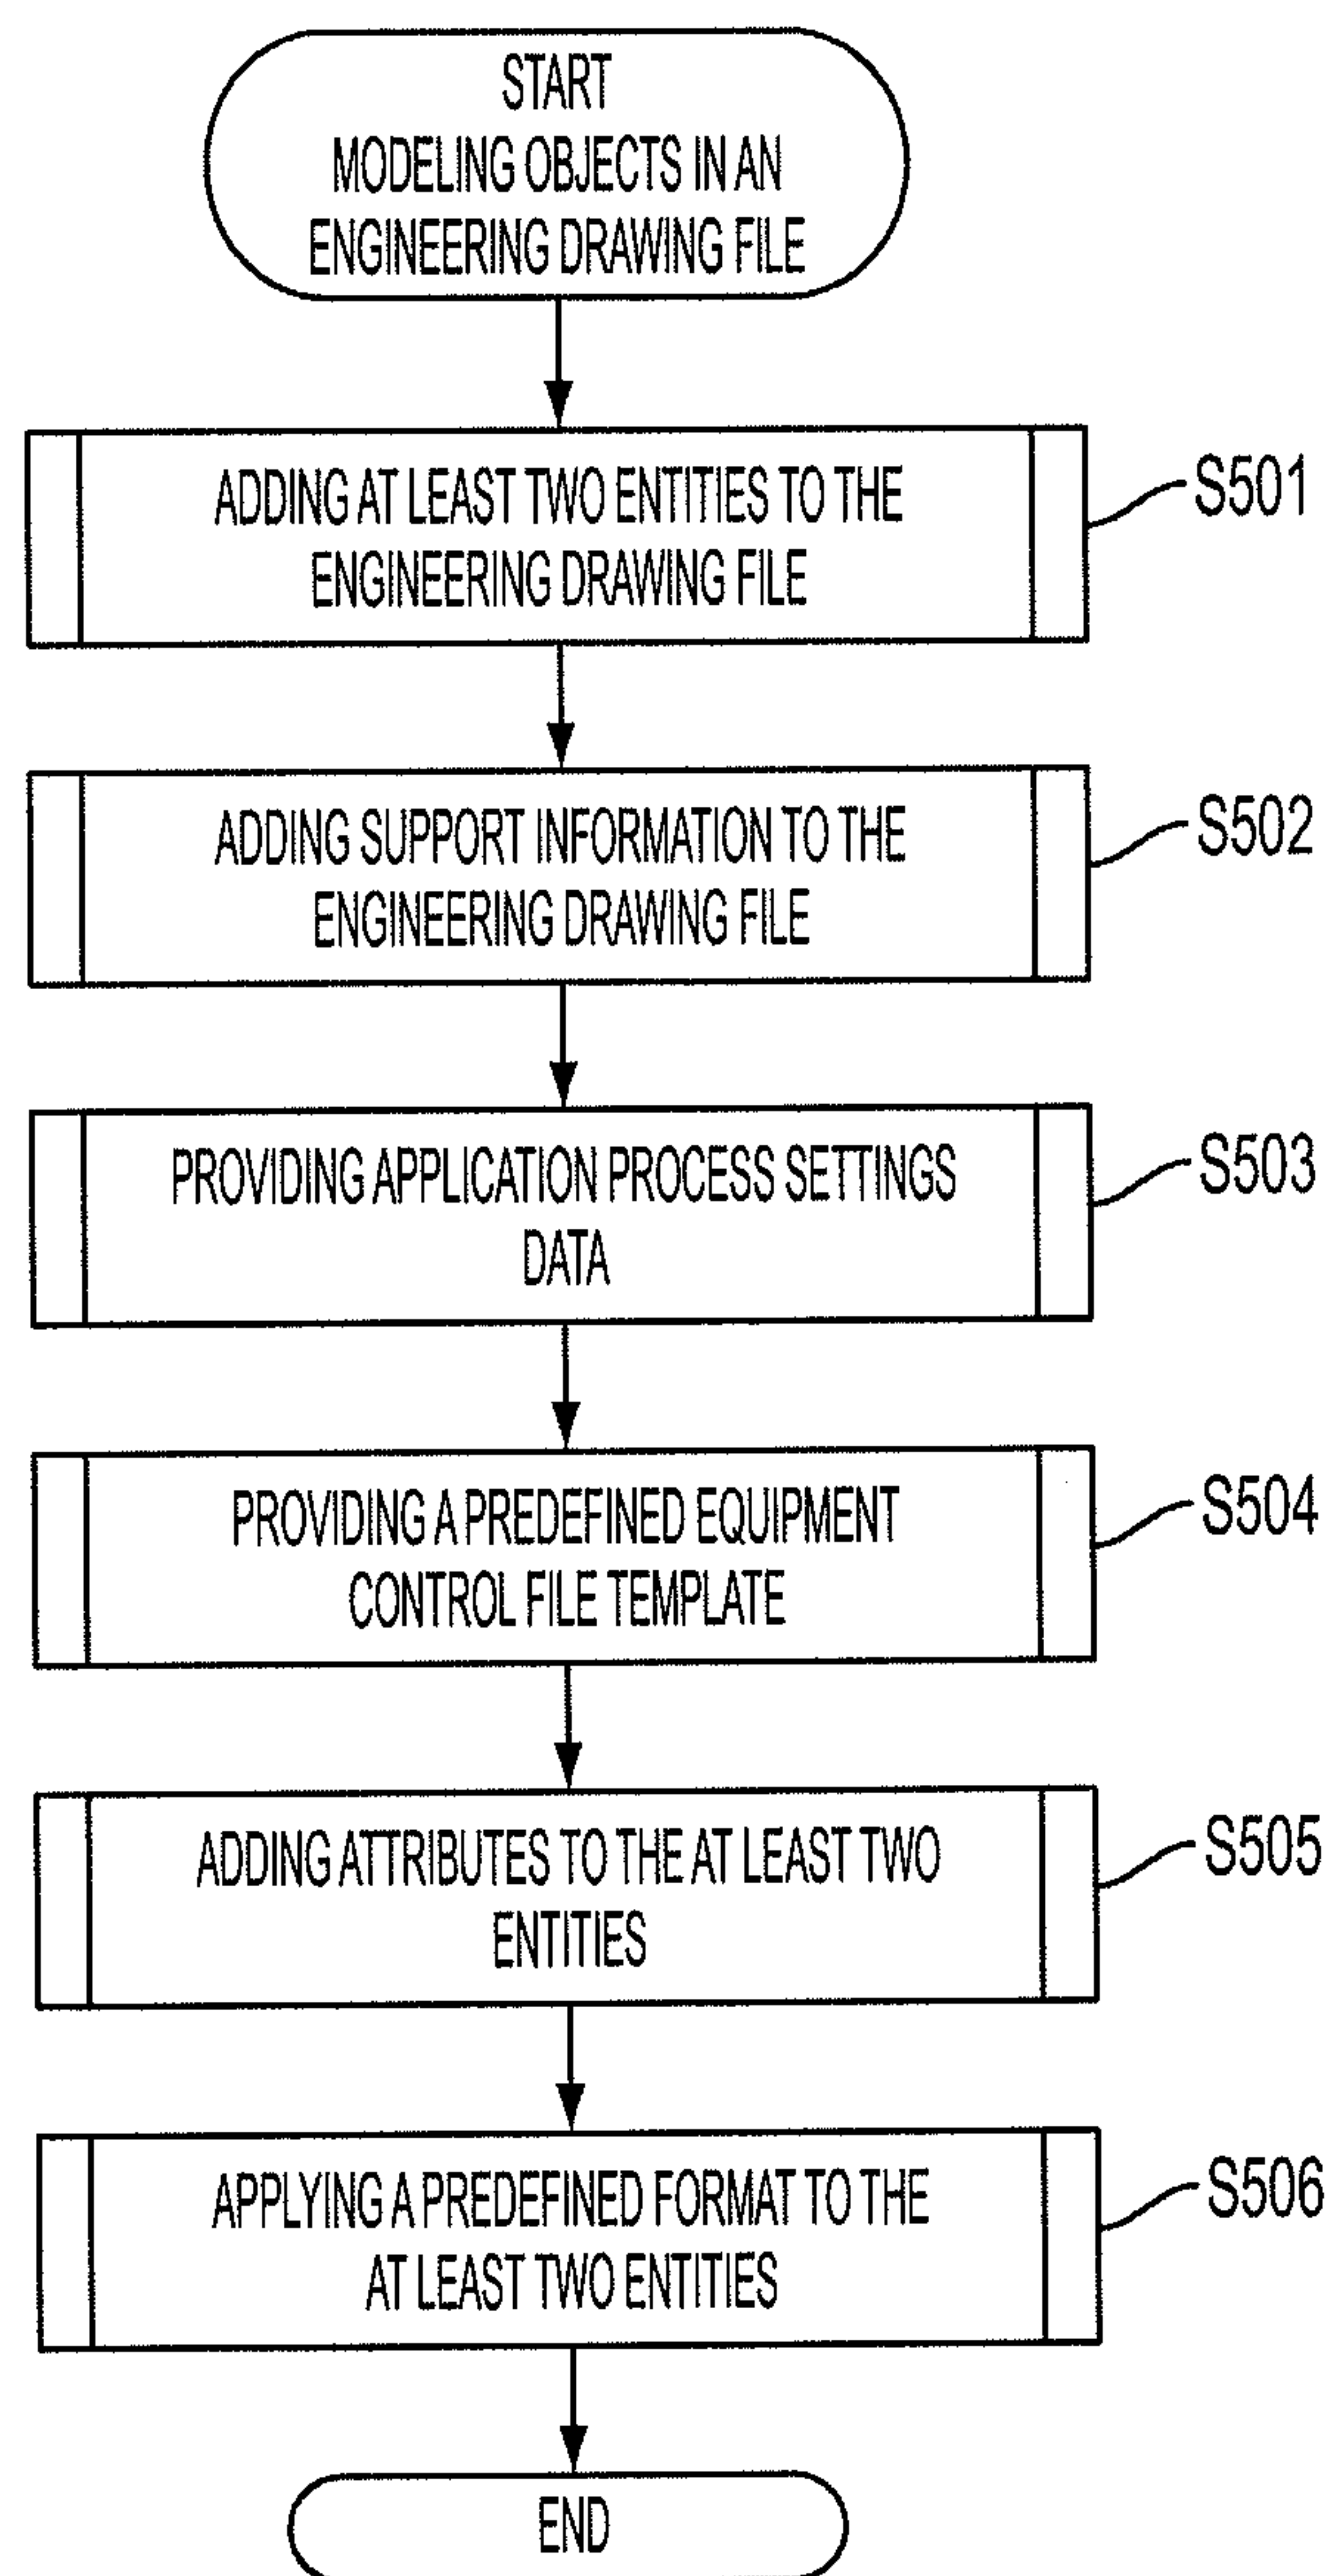 START
MODELING OBJECTS IN AN
ENGINEERING DRAWING FILE
ADDING AT LEAST TWO ENTITIES TO THE
ENGINEERING DRAWING FILE
S501
ADDING SUPPORT INFORMATION TO THE
ENGINEERING DRAWING FILE
S502
PROVIDING APPLICATION PROCESS SETTINGS
DATA
S503
PROVIDING A PREDEFINED EQUIPMENT
CONTROL FILE TEMPLATE
S504
ADDING ATTRIBUTES TO THE AT LEAST TWO
ENTITIES
S505
APPLYING A PREDEFINED FORMAT TO THE
AT LEAST TWO ENTITIES
S506
END